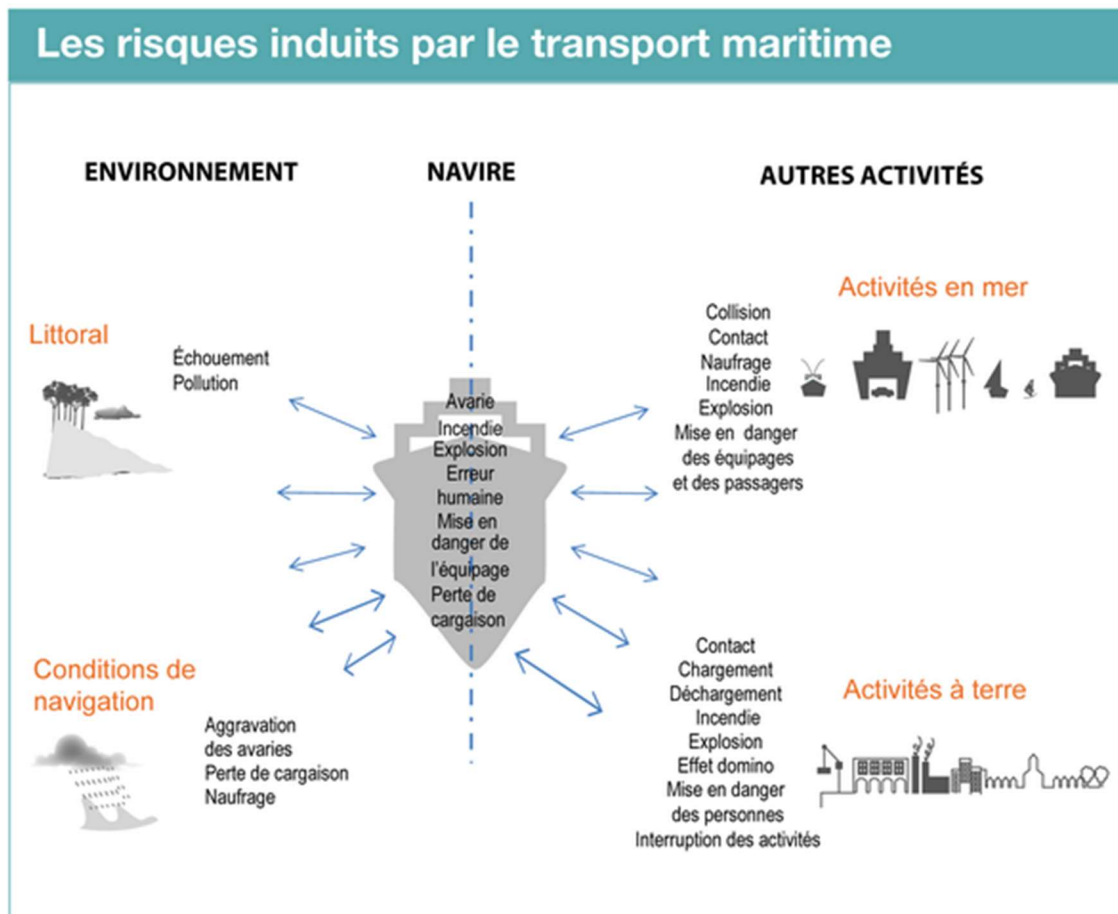 Les risques induits par le transport maritime
ENVIRONNEMENT
NAVIRE
AUTRES ACTIVITÉS
Littoral
Échouement
Pollution
Conditions de
navigation
Aggravation
des avaries
Perte de cargaison
Naufrage
Avarie
Incendie
Explosion
Erreur
humaine
Mise en
danger de
l'équipage
Perte de
cargaison
Activités en mer
Collision
Contact
Naufrage
Incendie
Explosion
Mise en danger
des équipages
et des passagers
Activités à terre
Contact
Chargement
Déchargement
Incendie
Explosion
Effet domino
Mise en danger
des personnes
Interruption des activités